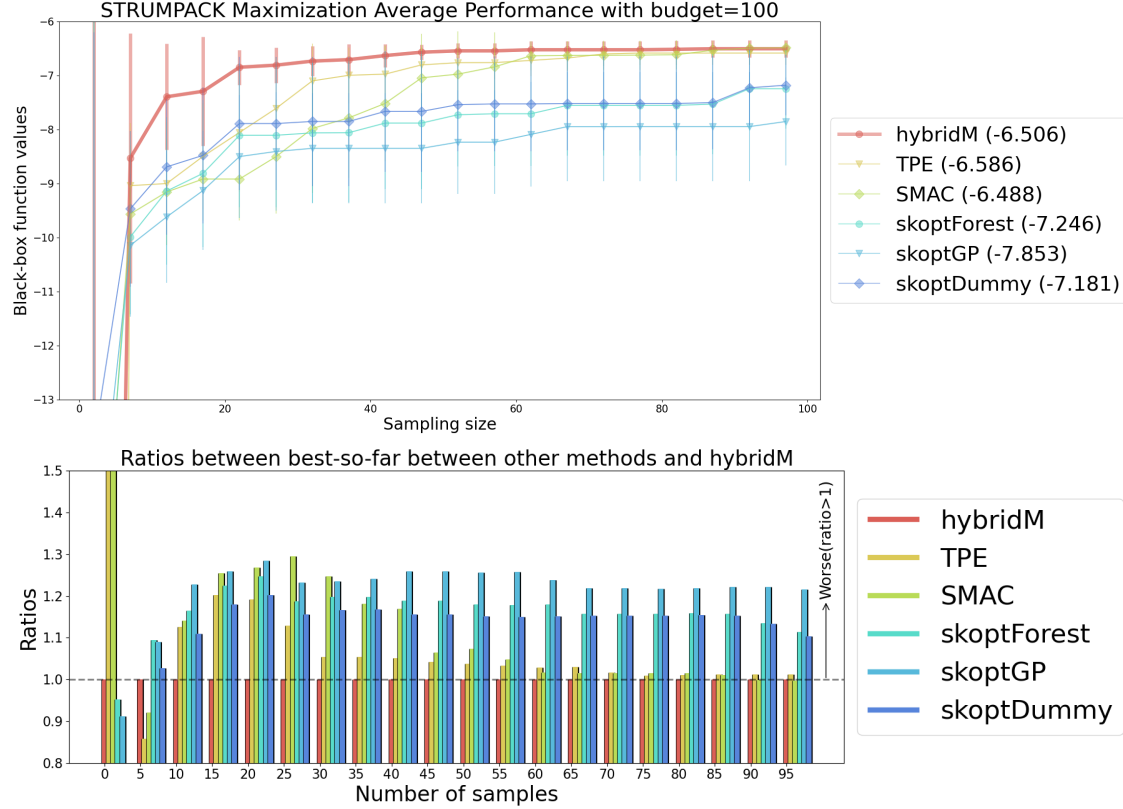 STRUMPACK Maximization Average Performance with budget=100
Black-box function values
−6
−7
−8
−9
−10
−11
−12
−13
0
20
40
60
80
100
Sampling size
hybridM (-6.506)
TPE (-6.586)
SMAC (-6.488)
skoptForest (-7.246)
skoptGP (-7.853)
skoptDummy (-7.181)
Ratios between best-so-far between other methods and hybridM
Ratios
1.5
1.4
1.3
1.2
1.1
1.0
0.9
0.8
Worse(ratio>1)
0
5
10
15
20
25
30
35
40
45
50
55
60
65
70
75
80
85
90
95
Number of samples
hybridM
TPE
SMAC
skoptForest
skoptGP
skoptDummy